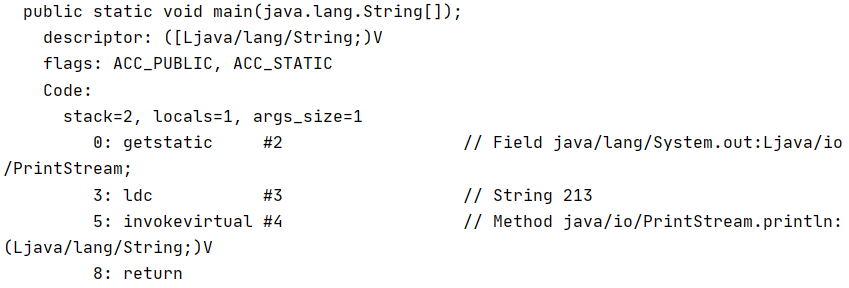 public static void main(java.lang.String[]);
descriptor: ([Ljava/lang/String;)V
flags: ACC_PUBLIC, ACC_STATIC
Code:
stack=2, locals=1, args_size=1
0: getstatic     #2                  // Field java/lang/System.out:Ljava/io
/PrintStream;
3: ldc           #3                  // String 213
5: invokevirtual #4                  // Method java/io/PrintStream.println:
(Ljava/lang/String;)V
8: return